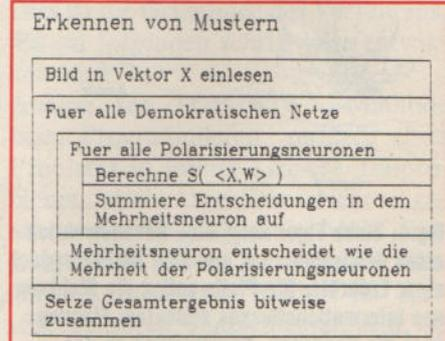 Erkennen von Mustern
Bild in Vektor X einlesen
Fuer alle Demokratischen Netze
Fuer alle Polarisierungsneuronen
Berechne S( <X,W> )
Summiere Entscheidungen in dem
Mehrheitsneuron auf
Mehrheitsneuron entscheidet wie die
Mehrheit der Polarisierungsneuronen
Setze Gesamtergebnis bitweise
zusammen